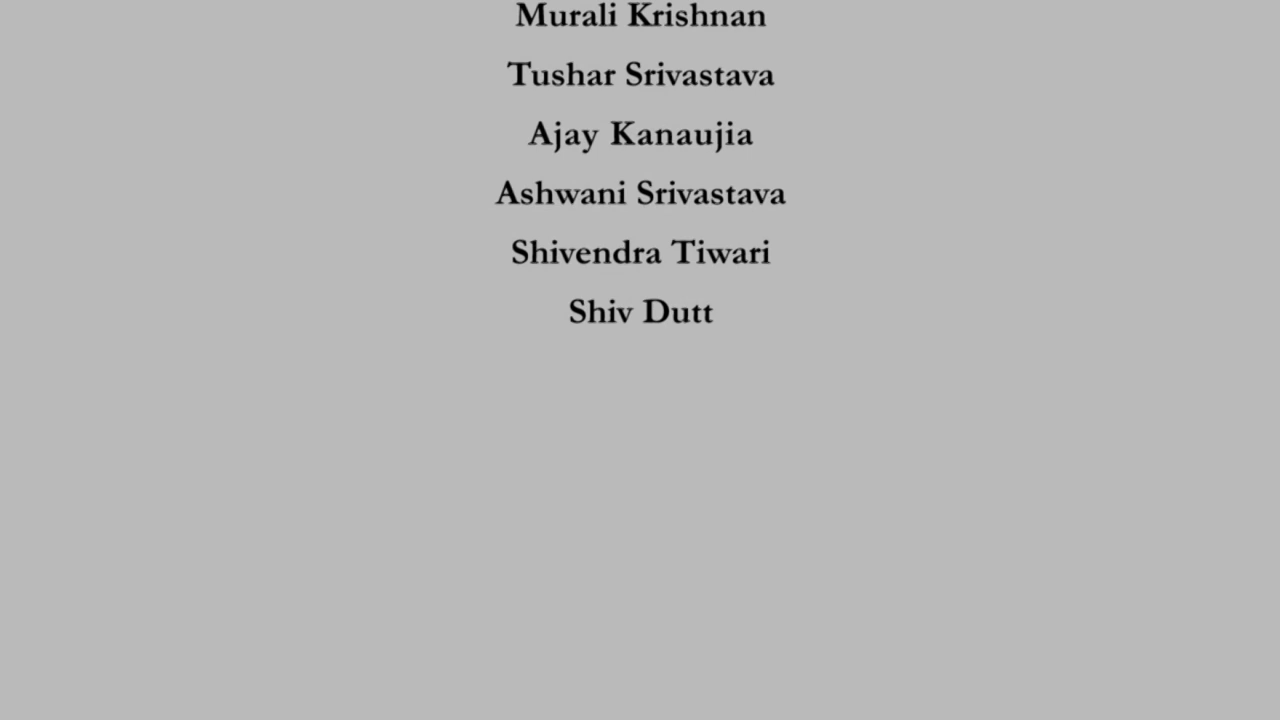 Murali Krishnan
Tushar Srivastava
Ajay Kanaujia
Ashwani Srivastava
Shivendra Tiwari
Shiv Dutt